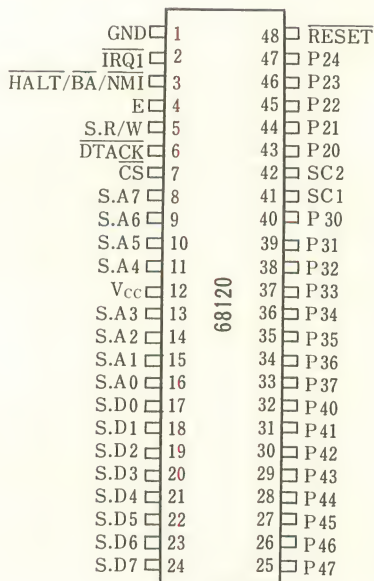 GND 1 48 RESET
IRQ1 2 47 P24
HALT/BA/NMI 3 46 P23
E 4 45 P22
S.R/W 5 44 P21
DTACK 6 43 P20
CS 7 42 SC2
S.A7 8 41 SC1
S.A6 9 40 P30
S.A5 10 39 P31
S.A4 11 38 P32
VCC 12 37 P33
S.A3 13 36 P34
S.A2 14 35 P35
S.A1 15 34 P36
S.A0 16 33 P37
S.D0 17 32 P40
S.D1 18 31 P41
S.D2 19 30 P42
S.D3 20 29 P43
S.D4 21 28 P44
S.D5 22 27 P45
S.D6 23 26 P46
S.D7 24 25 P47
68120